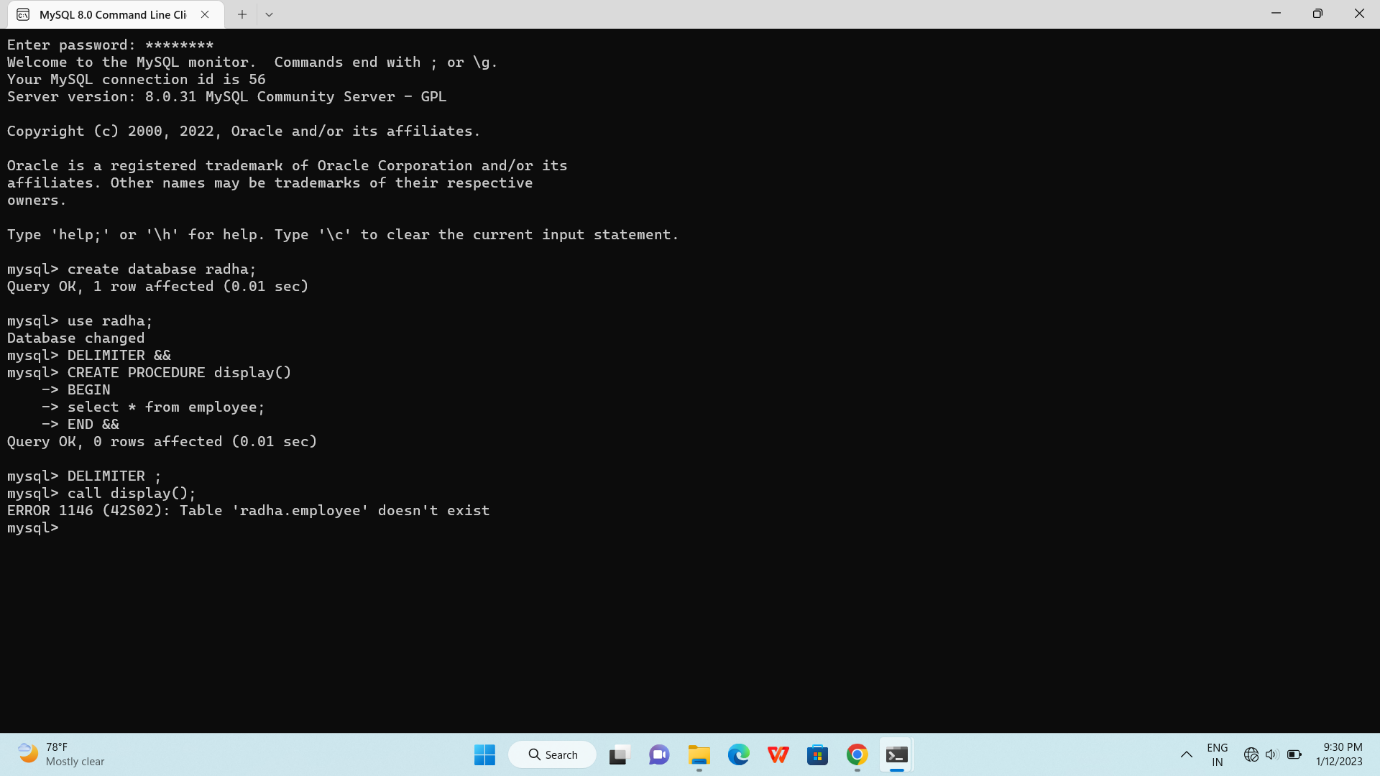 MySQL 8.0 Command Line Cli
Enter password: ********
Welcome to the MySQL monitor.  Commands end with ; or \g.
Your MySQL connection id is 56
Server version: 8.0.31 MySQL Community Server - GPL
Copyright (c) 2000, 2022, Oracle and/or its affiliates.
Oracle is a registered trademark of Oracle Corporation and/or its
affiliates. Other names may be trademarks of their respective
owners.
Type 'help;' or '\h' for help. Type '\c' to clear the current input statement.
mysql> create database radha;
Query OK, 1 row affected (0.01 sec)
mysql> use radha;
Database changed
mysql> DELIMITER &&
mysql> CREATE PROCEDURE display()
    -> BEGIN
    -> select * from employee;
    -> END &&
Query OK, 0 rows affected (0.01 sec)
mysql> DELIMITER ;
mysql> call display();
ERROR 1146 (42S02): Table 'radha.employee' doesn't exist
mysql>
78°F
Mostly clear
Search
ENG
IN
9:30 PM
1/12/2023